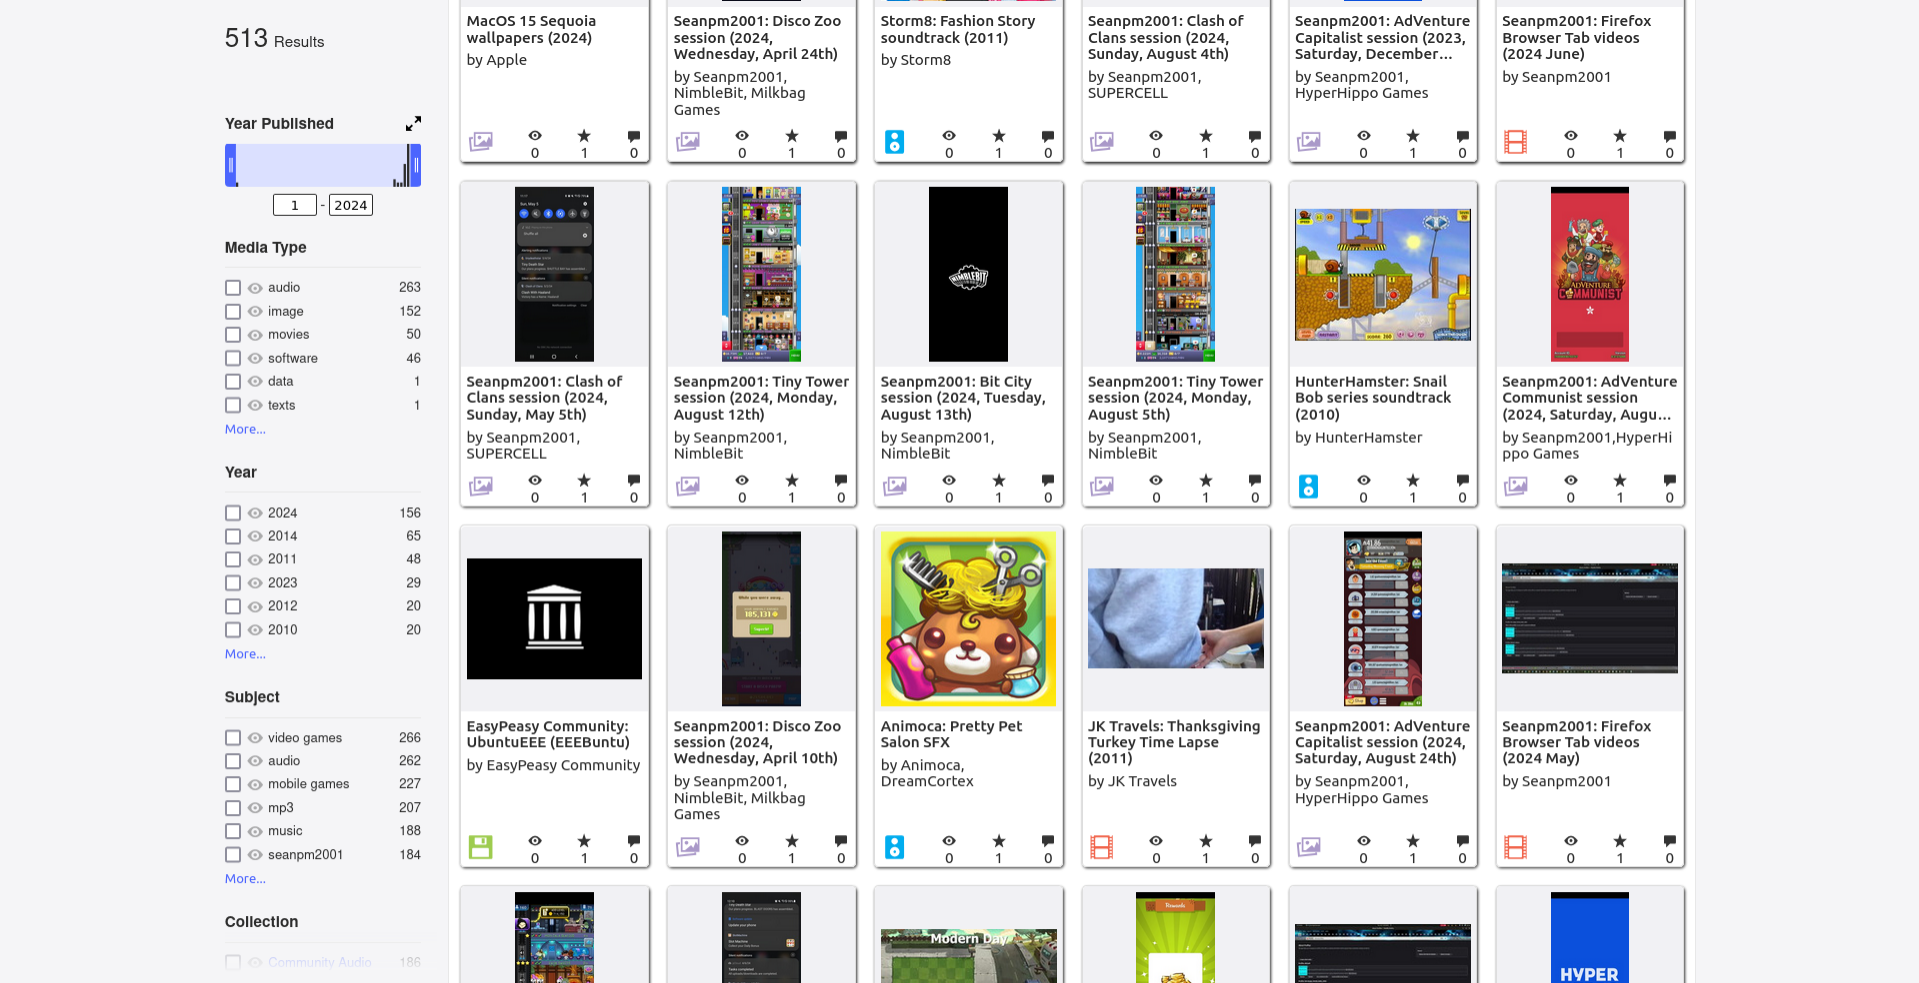 513 Results
Year Published
1 - 2024
Media Type
audio 263
image 152
movies 50
software 46
data 1
texts 1
More...
Year
2024 156
2014 65
2011 48
2023 29
2012 20
2010 20
More...
Subject
video games 266
audio 262
mobile games 227
mp3 207
music 188
seanpm2001 184
More...
Collection
Community Audio 186
MacOS 15 Sequoia
wallpapers (2024)
by Apple
0 1 0
Seanpm2001: Disco Zoo
session (2024,
Wednesday, April 24th)
by Seanpm2001,
NimbleBit, Milkbag
Games
0 1 0
Storm8: Fashion Story
soundtrack (2011)
by Storm8
0 1 0
Seanpm2001: Clash of
Clans session (2024,
Sunday, August 4th)
by Seanpm2001,
SUPERCELL
0 1 0
Seanpm2001: AdVenture
Capitalist session (2023,
Saturday, December...
by Seanpm2001,
HyperHippo Games
0 1 0
Seanpm2001: Firefox
Browser Tab videos
(2024 June)
by Seanpm2001
0 1 0
Seanpm2001: Clash of
Clans session (2024,
Sunday, May 5th)
by Seanpm2001,
SUPERCELL
0 1 0
Seanpm2001: Tiny Tower
session (2024, Monday,
August 12th)
by Seanpm2001,
NimbleBit
0 1 0
NIMBLEBIT
Seanpm2001: Bit City
session (2024, Tuesday,
August 13th)
by Seanpm2001,
NimbleBit
0 1 0
Seanpm2001: Tiny Tower
session (2024, Monday,
August 5th)
by Seanpm2001,
NimbleBit
0 1 0
HunterHamster: Snail
Bob series soundtrack
(2010)
by HunterHamster
0 1 0
ADVENTURE
COMMUNIST
Seanpm2001: AdVenture
Communist session
(2024, Saturday, Augu...
by Seanpm2001,HyperHi
ppo Games
0 1 0
EasyPeasy Community:
UbuntuEEE (EEEBuntu)
by EasyPeasy Community
0 1 0
105,131
Seanpm2001: Disco Zoo
session (2024,
Wednesday, April 10th)
by Seanpm2001,
NimbleBit, Milkbag
Games
0 1 0
Animoca: Pretty Pet
Salon SFX
by Animoca,
DreamCortex
0 1 0
JK Travels: Thanksgiving
Turkey Time Lapse
(2011)
by JK Travels
0 1 0
Seanpm2001: AdVenture
Capitalist session (2024,
Saturday, August 24th)
by Seanpm2001,
HyperHippo Games
0 1 0
Seanpm2001: Firefox
Browser Tab videos
(2024 May)
by Seanpm2001
0 1 0
Modern Day
Rewards
HYPER